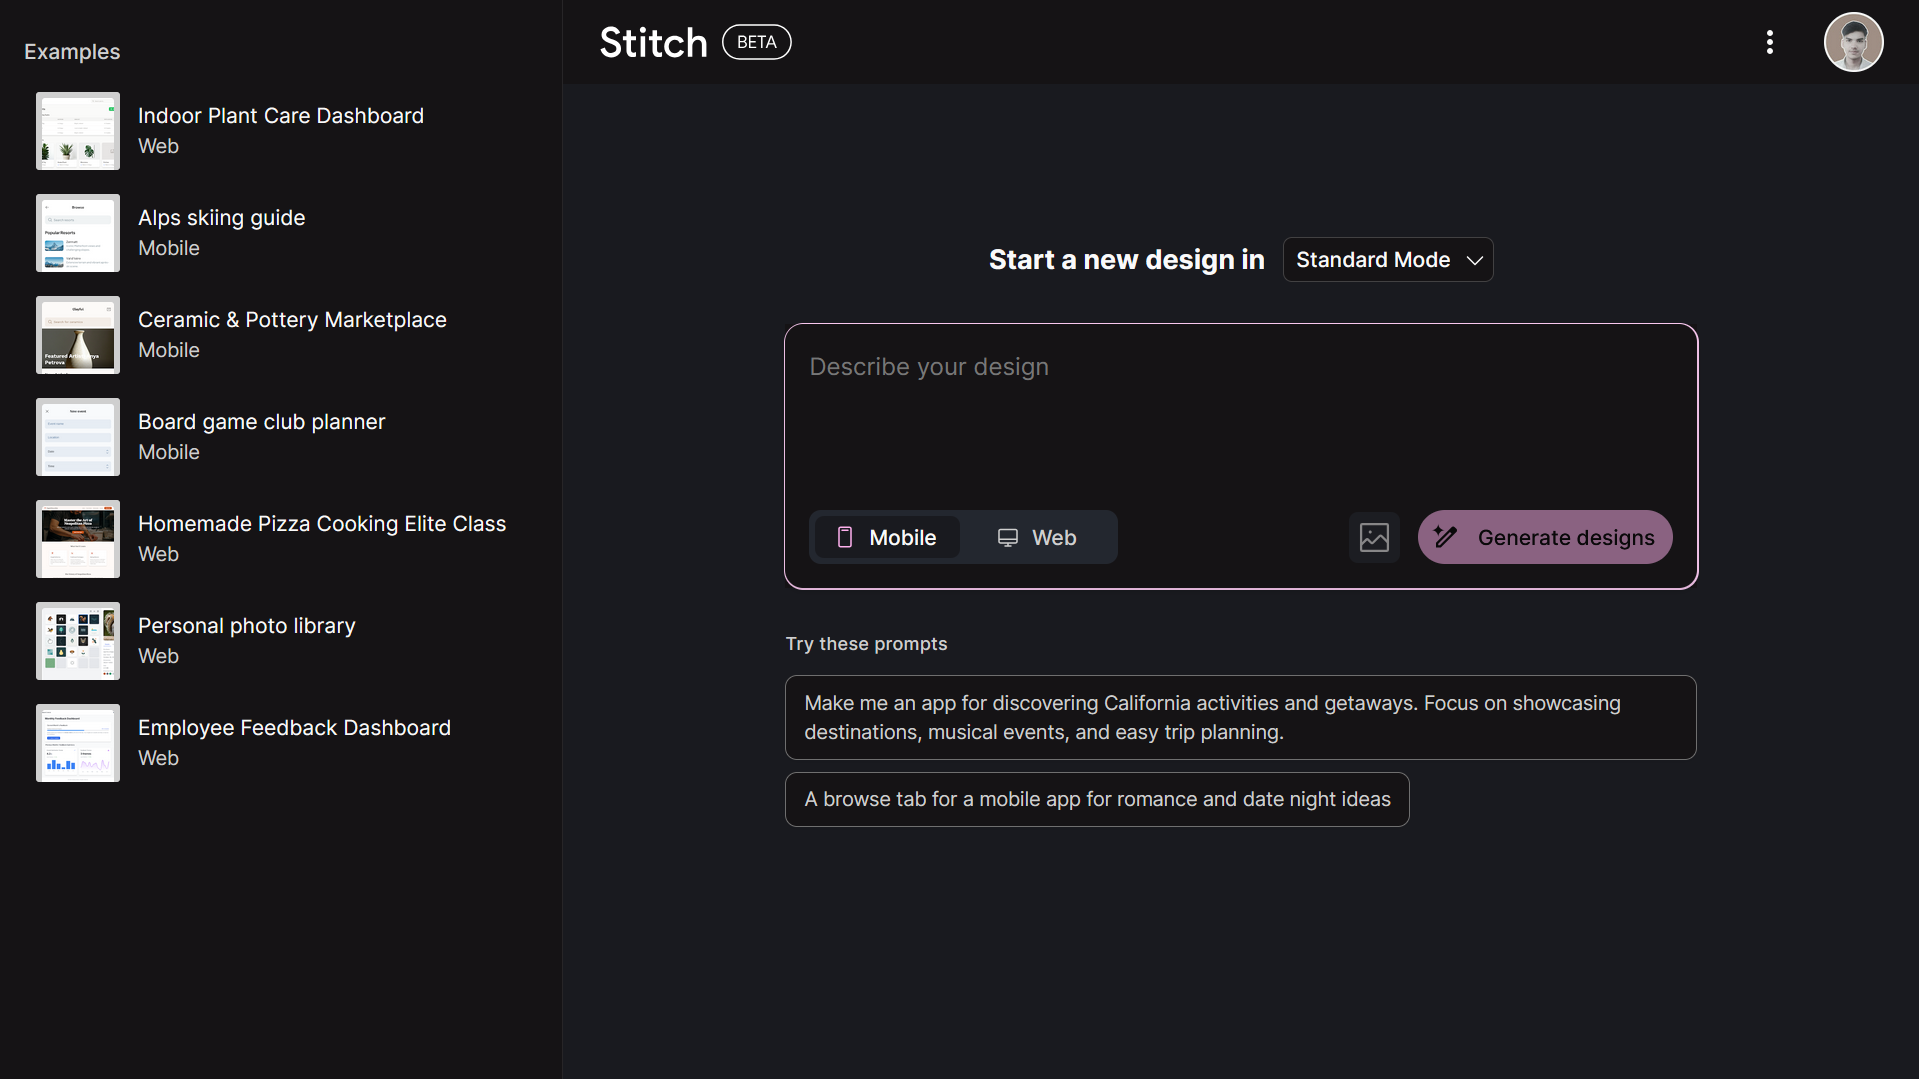 Examples
Indoor Plant Care Dashboard
Web
Alps skiing guide
Mobile
Ceramic & Pottery Marketplace
Mobile
Board game club planner
Mobile
Homemade Pizza Cooking Elite Class
Web
Personal photo library
Web
Employee Feedback Dashboard
Web
Stitch BETA
Start a new design in Standard Mode
Describe your design
Mobile Web Generate designs
Try these prompts
Make me an app for discovering California activities and getaways. Focus on showcasing
destinations, musical events, and easy trip planning.
A browse tab for a mobile app for romance and date night ideas